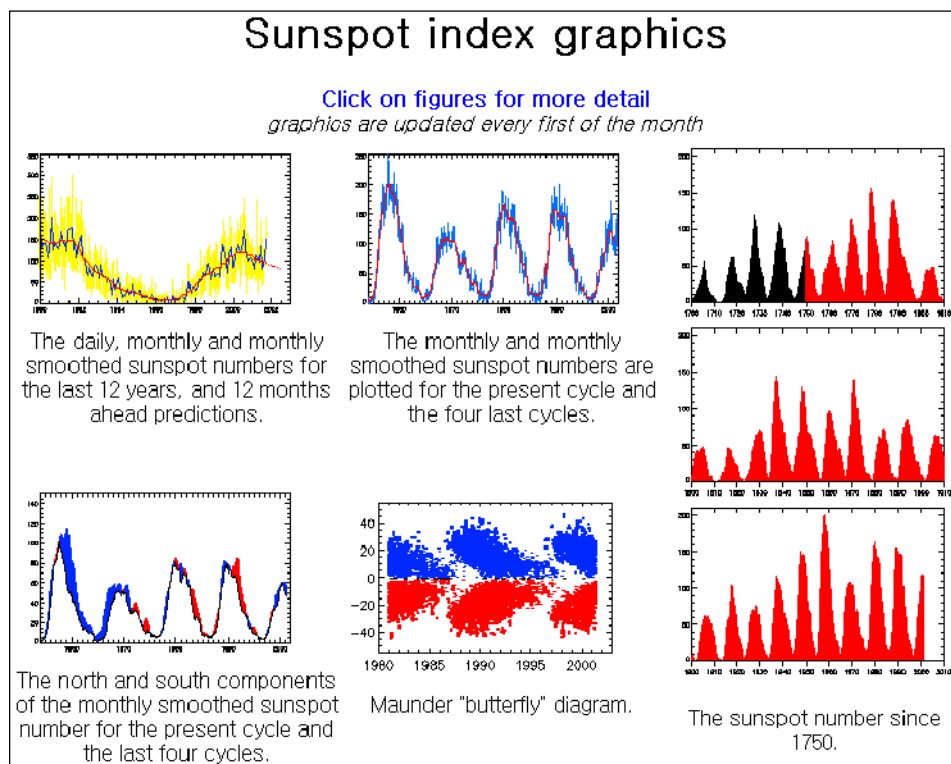 Sunspot index graphics
Click on figures for more detail
graphics are updated every first of the month
The daily, monthly and monthly
smoothed sunspot numbers for
the last 12 years, and 12 months
ahead predictions.
The monthly and monthly
smoothed sunspot numbers are
plotted for the present cycle and
the four last cycles.
The north and south components
of the monthly smoothed sunspot
number for the present cycle and
the last four cycles.
40
20
0
−20
−40
1980 1985 1990 1995 2000
Maunder "butterfly" diagram.
The sunspot number since
1750.